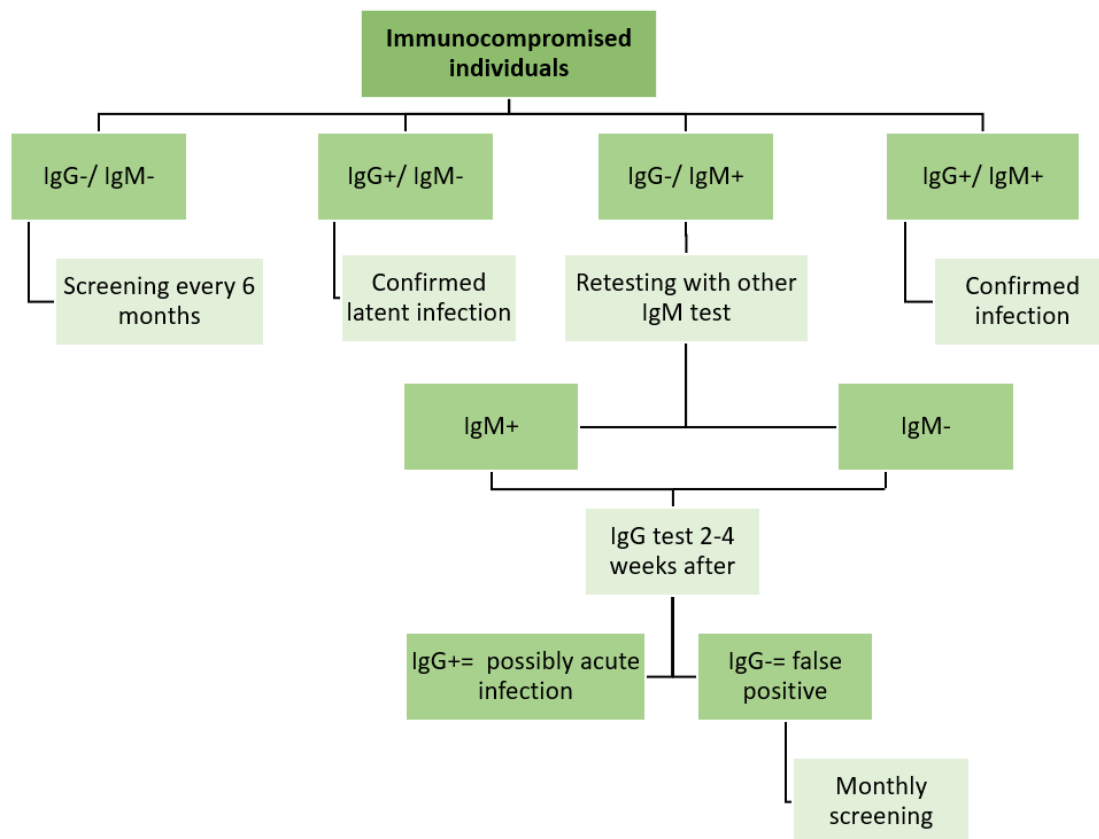 Immunocompromised
individuals
IgG-/ IgM-
IgG+/ IgM-
IgG-/ IgM+
IgG+/ IgM+
Screening every 6
months
Confirmed
latent infection
Retesting with other
IgM test
Confirmed
infection
IgM+
IgM-
IgG test 2-4
weeks after
IgG+=  possibly acute
infection
IgG-= false
positive
Monthly
screening